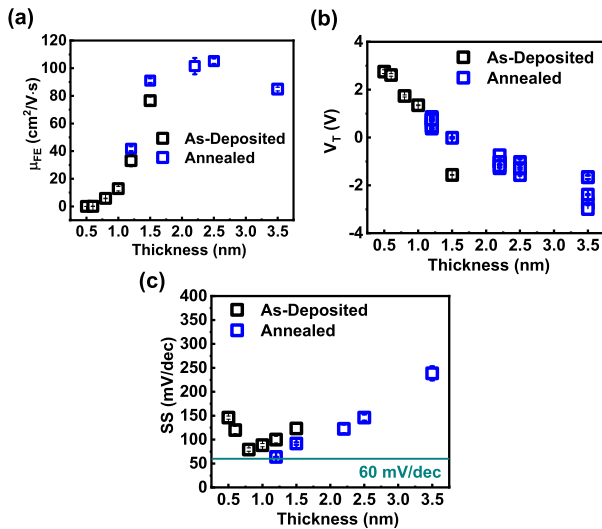 (a)
120
100
80
60
40
20
0
μFE (cm²/V·s)
As-Deposited
Annealed
0.5 1.0 1.5 2.0 2.5 3.0 3.5
Thickness (nm)
(b)
4
2
0
-2
-4
VT (V)
As-Deposited
Annealed
0.5 1.0 1.5 2.0 2.5 3.0 3.5
Thickness (nm)
(c)
400
350
300
250
200
150
100
50
0
SS (mV/dec)
As-Deposited
Annealed
60 mV/dec
0.5 1.0 1.5 2.0 2.5 3.0 3.5
Thickness (nm)